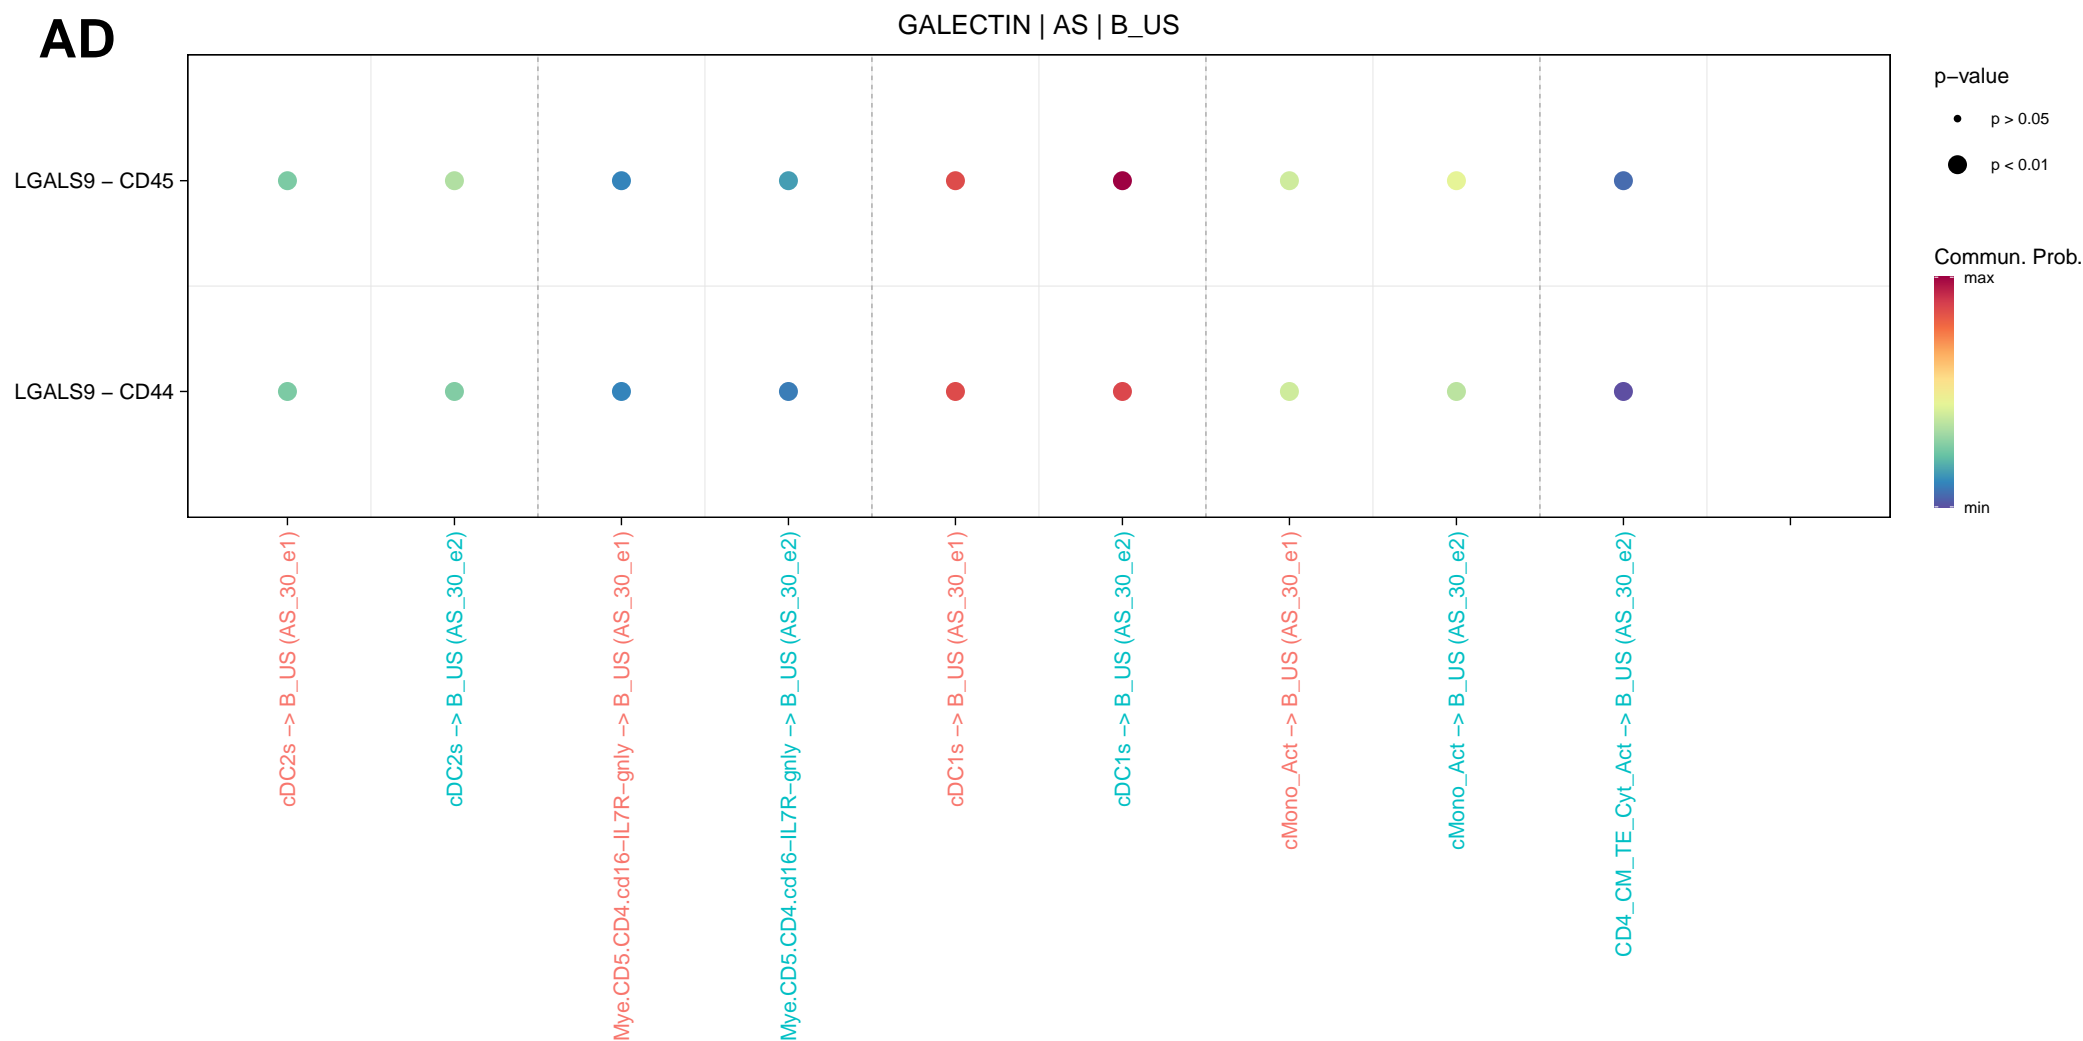 AD
GALECTIN | AS | B_US
LGALS9 − CD45
LGALS9 − CD44
cDC2s −> B_US (AS_30_e1)
cDC2s −> B_US (AS_30_e2)
Mye.CD5.CD4.cd16−IL7R−gnly −> B_US (AS_30_e1)
Mye.CD5.CD4.cd16−IL7R−gnly −> B_US (AS_30_e2)
cDC1s −> B_US (AS_30_e1)
cDC1s −> B_US (AS_30_e2)
cMono_Act −> B_US (AS_30_e1)
cMono_Act −> B_US (AS_30_e2)
CD4_CM_TE_Cyt_Act −> B_US (AS_30_e2)
p−value
p > 0.05
p < 0.01
Commun. Prob.
max
min